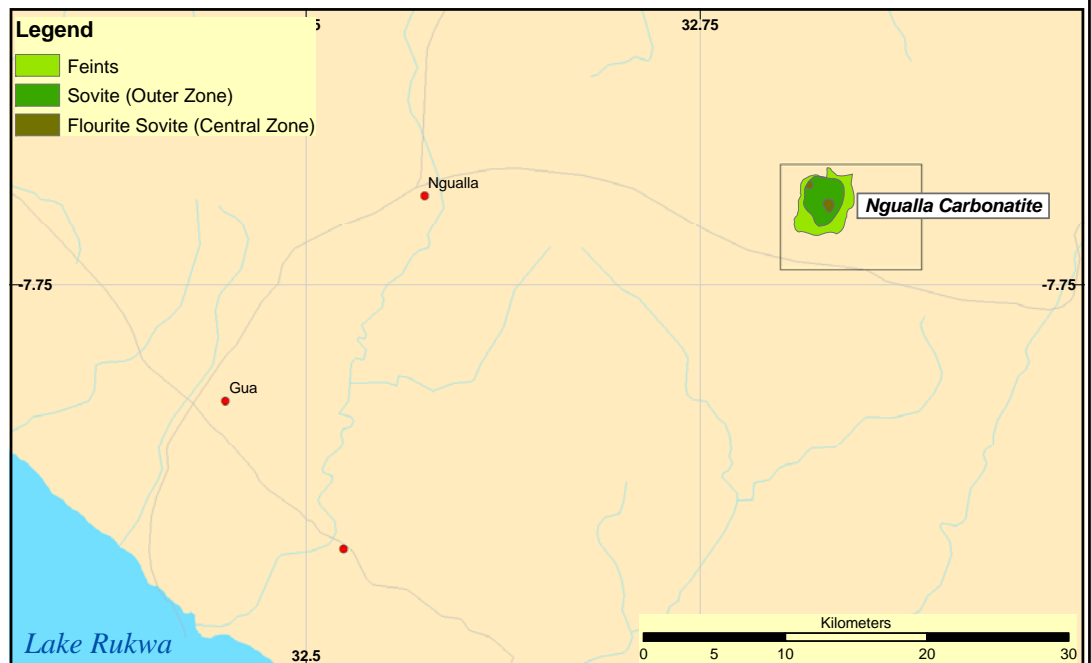 Legend
5
32.75
Feints
Sovite (Outer Zone)
Flourite Sovite (Central Zone)
Ngualla
Ngualla Carbonatite
-7.75
-7.75
Gua
Kilometers
Lake Rukwa
32.5
0 5 10 20 30